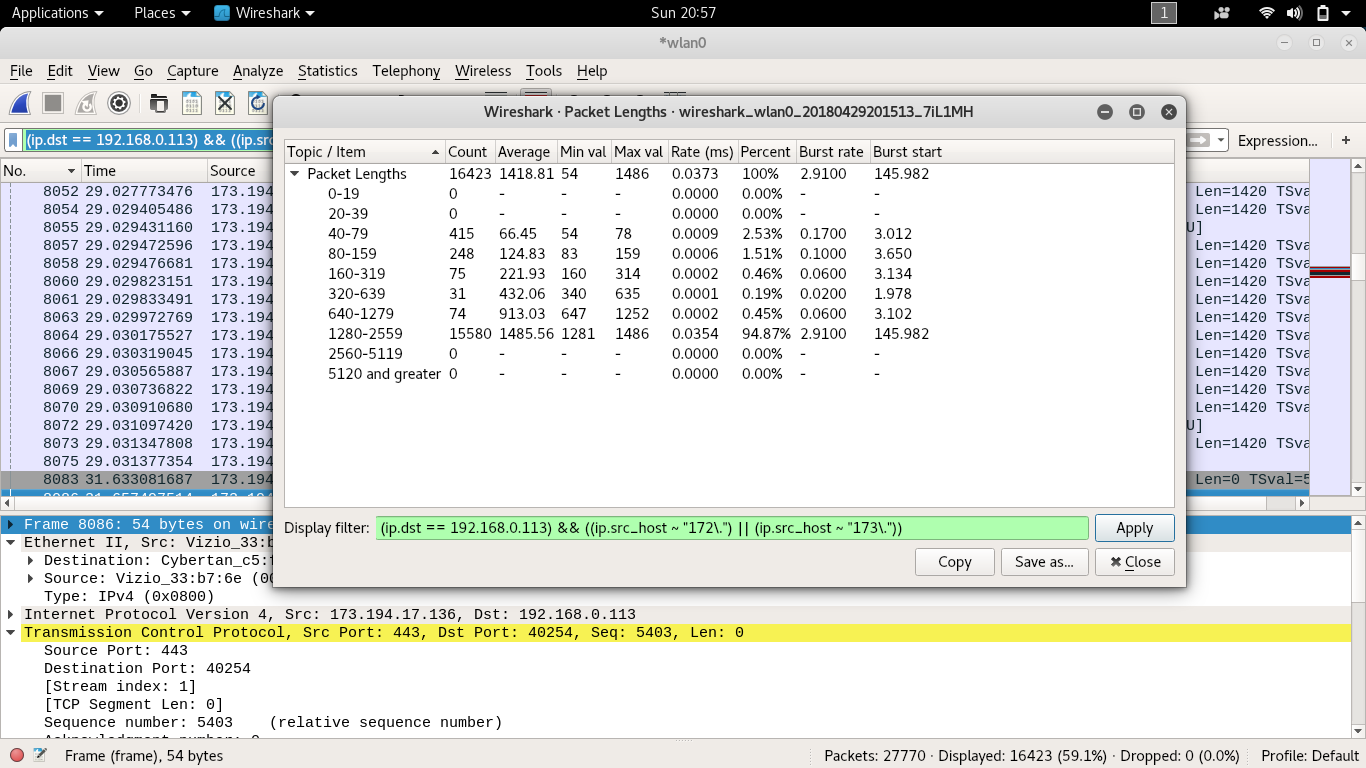 Applications Places Wireshark Sun 20:57 1
*wlan0
File Edit View Go Capture Analyze Statistics Telephony Wireless Tools Help
Wireshark · Packet Lengths · wireshark_wlan0_20180429201513_7iL1MH
(ip.dst == 192.168.0.113) && ((ip.src Expression... +
Topic / Item Count Average Min val Max val Rate (ms) Percent Burst rate Burst start
Packet Lengths 16423 1418.81 54 1486 0.0373 100% 2.9100 145.982
0-19 0 - - - 0.0000 0.00% - -
20-39 0 - - - 0.0000 0.00% - -
40-79 415 66.45 54 78 0.0009 2.53% 0.1700 3.012
80-159 248 124.83 83 159 0.0006 1.51% 0.1000 3.650
160-319 75 221.93 160 314 0.0002 0.46% 0.0600 3.134
320-639 31 432.06 340 635 0.0001 0.19% 0.0200 1.978
640-1279 74 913.03 647 1252 0.0002 0.45% 0.0600 3.102
1280-2559 15580 1485.56 1281 1486 0.0354 94.87% 2.9100 145.982
2560-5119 0 - - - 0.0000 0.00% - -
5120 and greater 0 - - - 0.0000 0.00% - -
Display filter: (ip.dst == 192.168.0.113) && ((ip.src_host ~ "172\.") || (ip.src_host ~ "173\.")) Apply
Copy Save as... Close
No. Time Source
8052 29.027773476 173.194 Len=1420 TSva
8054 29.029405486 173.194 Len=1420 TSva
8055 29.029431160 173.194 U]
8057 29.029472596 173.194 Len=1420 TSva
8058 29.029476681 173.194 Len=1420 TSva
8060 29.029823151 173.194 Len=1420 TSva
8061 29.029833491 173.194 Len=1420 TSva
8063 29.029972769 173.194 Len=1420 TSva
8064 29.030175527 173.194 Len=1420 TSva
8066 29.030319045 173.194 Len=1420 TSva
8067 29.030565887 173.194 Len=1420 TSva
8069 29.030736822 173.194 Len=1420 TSva
8070 29.030910680 173.194 Len=1420 TSva
8072 29.031097420 173.194 U]
8073 29.031347808 173.194 Len=1420 TSva
8075 29.031377354 173.194
8083 31.633081687 173.194 Len=0 TSval=5
Frame 8086: 54 bytes on wire
Ethernet II, Src: Vizio_33:b
Destination: Cybertan_c5:
Source: Vizio_33:b7:6e (00
Type: IPv4 (0x0800)
Internet Protocol Version 4, Src: 173.194.17.136, Dst: 192.168.0.113
Transmission Control Protocol, Src Port: 443, Dst Port: 40254, Seq: 5403, Len: 0
Source Port: 443
Destination Port: 40254
[Stream index: 1]
[TCP Segment Len: 0]
Sequence number: 5403 (relative sequence number)
Frame (frame), 54 bytes Packets: 27770 · Displayed: 16423 (59.1%) · Dropped: 0 (0.0%) Profile: Default